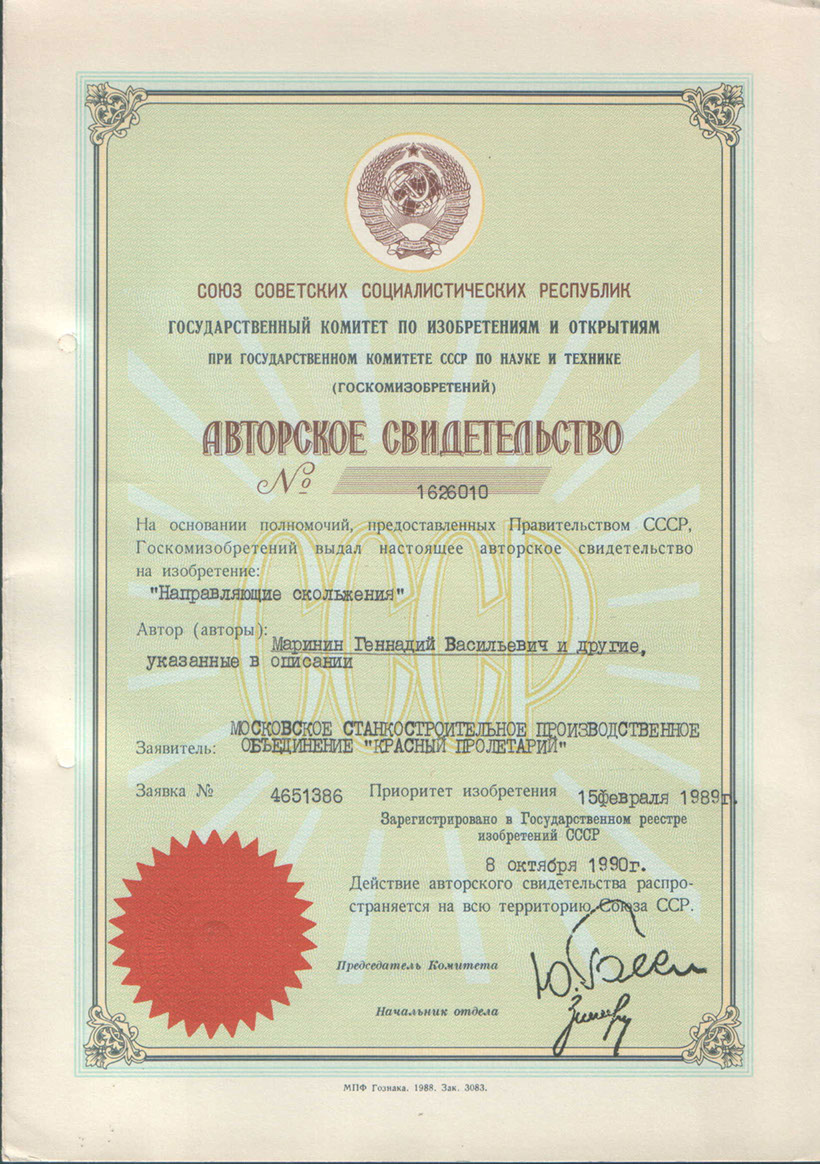 СОЮЗ СОВЕТСКИХ СОЦИАЛИСТИЧЕСКИХ РЕСПУБЛИК
ГОСУДАРСТВЕННЫЙ КОМИТЕТ ПО ИЗОБРЕТЕНИЯМ И ОТКРЫТИЯМ
ПРИ ГОСУДАРСТВЕННОМ КОМИТЕТЕ СССР ПО НАУКЕ И ТЕХНИКЕ
(ГОСКОМИЗОБРЕТЕНИЙ)
АВТОРСКОЕ СВИДЕТЕЛЬСТВО
№ 1626010
СССР
На основании полномочий, предоставленных Правительством СССР,
Госкомизобретений выдал настоящее авторское свидетельство
на изобретение:
"Направляющие скольжения"
Автор (авторы): Маринин Геннадий Васильевич и другие,
указанные в описании
МОСКОВСКОЕ СТАНКОСТРОИТЕЛЬНОЕ ПРОИЗВОДСТВЕННОЕ
Заявитель: ОБЪЕДИНЕНИЕ "КРАСНЫЙ ПРОЛЕТАРИЙ"
Заявка № 4651386 Приоритет изобретения 15февраля 1989г.
Зарегистрировано в Государственном реестре
изобретений СССР
8 октября 1990г.
Действие авторского свидетельства распро-
страняется на всю территорию Союза ССР.
Председатель Комитета
Начальник отдела
МПФ Гознака. 1988. Зак. 3083.